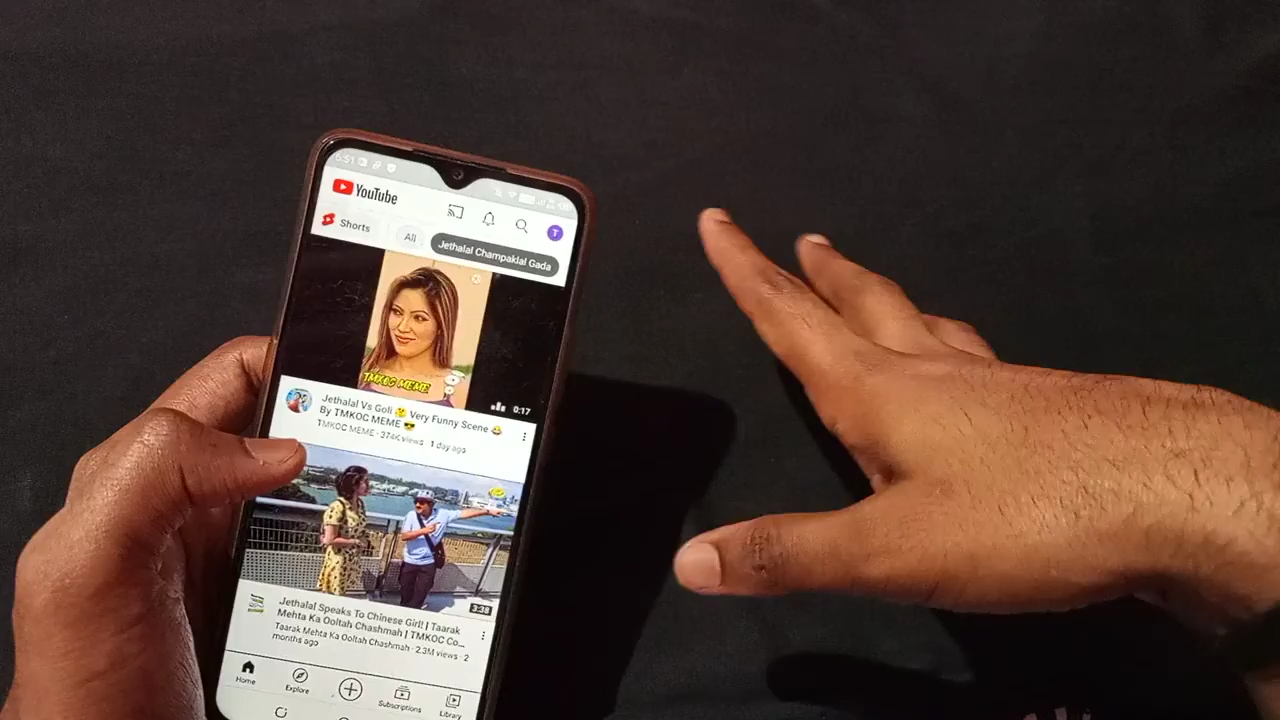 5:51
YouTube
Shorts
All
Jethalal Champaklal Gada
T
TMKOC MEME
0:17
Jethalal Vs Goli 🤔 Very Funny Scene 😂
By TMKOC MEME 😎
TMKOC MEME · 374K views · 1 day ago
3:38
Jethalal Speaks To Chinese Girl! | Taarak
Mehta Ka Ooltah Chashmah | TMKOC Co...
Taarak Mehta Ka Ooltah Chashmah · 2.3M views · 2
months ago
Home
Explore
Subscriptions
Library